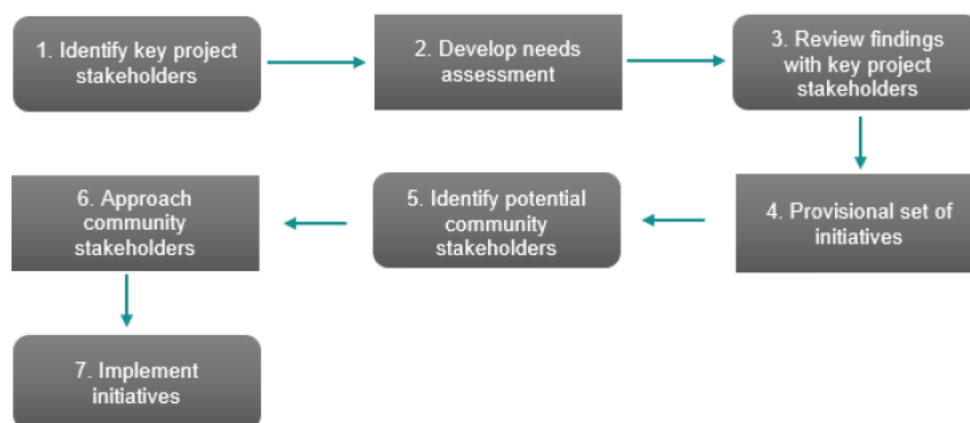 1. Identify key project
stakeholders
2. Develop needs
assessment
3. Review findings
with key project
stakeholders
4. Provisional set of
initiatives
5. Identify potential
community
stakeholders
6. Approach
community
stakeholders
7. Implement
initiatives